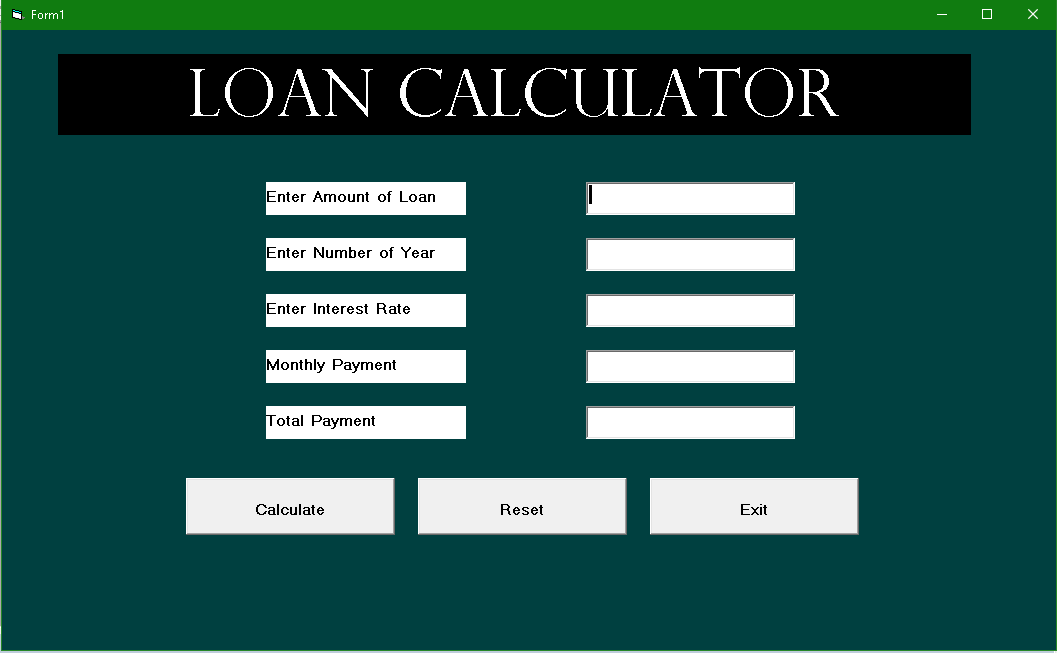 Form1
LOAN CALCULATOR
Enter Amount of Loan
Enter Number of Year
Enter Interest Rate
Monthly Payment
Total Payment
Calculate Reset Exit